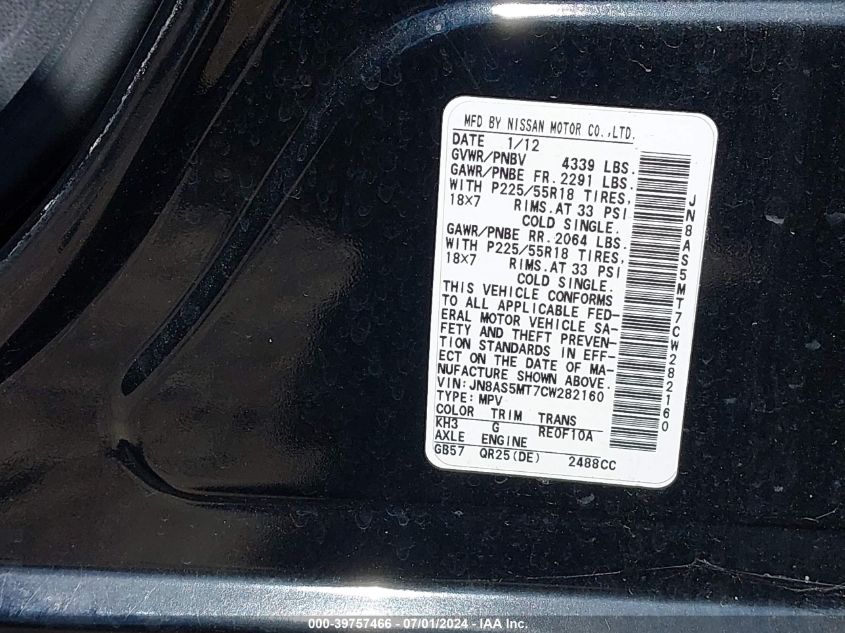 MFD BY NISSAN MOTOR CO.,LTD.
DATE 1/12
GVWR/PNBV 4339 LBS.
GAWR/PNBE FR. 2291 LBS.
WITH P225/55R18 TIRES,
18X7 RIMS.AT 33 PSI
COLD SINGLE.
GAWR/PNBE RR. 2064 LBS.
WITH P225/55R18 TIRES,
18X7 RIMS.AT 33 PSI
COLD SINGLE.
THIS VEHICLE CONFORMS
TO ALL APPLICABLE FED-
ERAL MOTOR VEHICLE SA-
FETY AND THEFT PREVEN-
TION STANDARDS IN EFF-
ECT ON THE DATE OF MA-
NUFACTURE SHOWN ABOVE.
VIN:JN8AS5MT7CW282160
TYPE:MPV
COLOR TRIM TRANS
KH3 G RE0F10A
AXLE ENGINE
GB57 QR25(DE) 2488CC
JN8AS5MT7CW282160
000-39757466 - 07/01/2024 - IAA Inc.